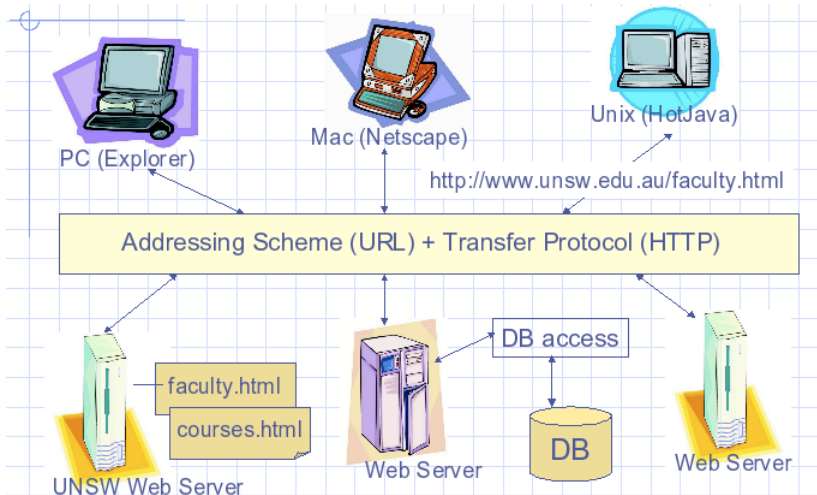 PC (Explorer)
Mac (Netscape)
Unix (HotJava)
http://www.unsw.edu.au/faculty.html
Addressing Scheme (URL) + Transfer Protocol (HTTP)
faculty.html
courses.html
UNSW Web Server
Web Server
DB access
DB
Web Server